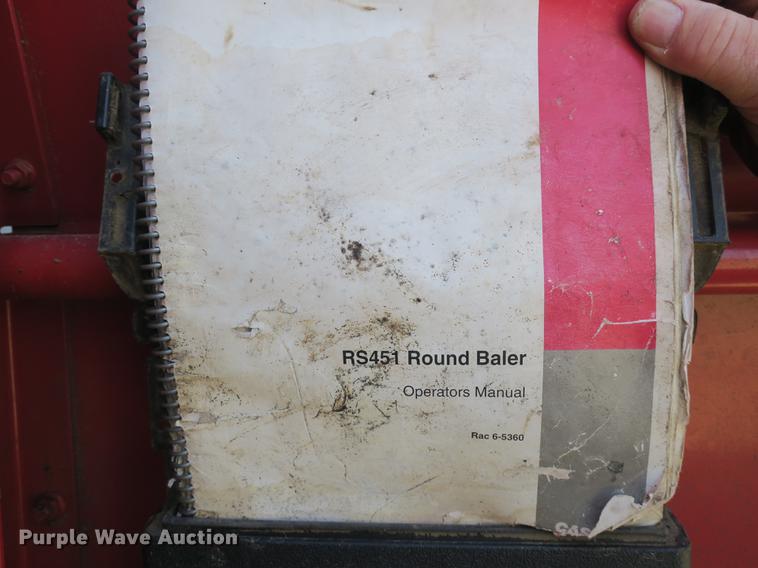 RS451 Round Baler
Operators Manual
Rac 6-5360
Purple Wave Auction